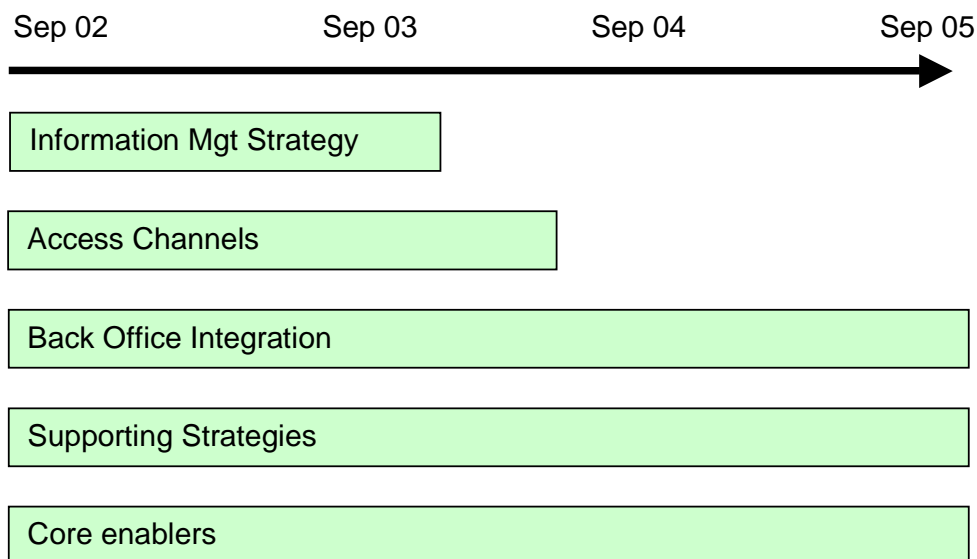 Sep 02 Sep 03 Sep 04 Sep 05
Information Mgt Strategy
Access Channels
Back Office Integration
Supporting Strategies
Core enablers